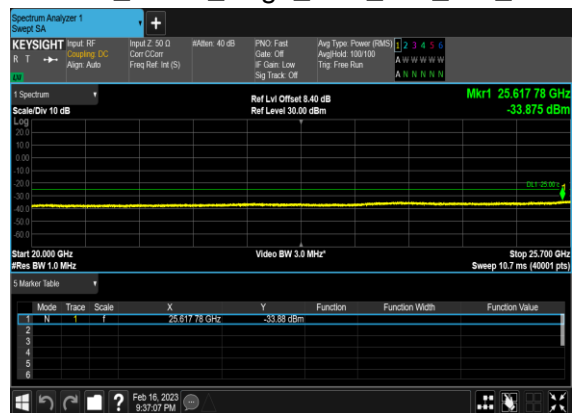 Spectrum Analyzer 1
Swept SA
KEYSIGHT Input: RF Input Z: 50 Ω #Atten: 40 dB PNO: Fast Avg Type: Power (RMS) 1 2 3 4 5 6
R T Coupling: DC Corr CCorr Gate: Off Avg|Hold: 100/100 A W W W W W
Align: Auto Freq Ref: Int (S) IF Gain: Low Trig: Free Run
Sig Track: Off A N N N N N
1 Spectrum Ref Lvl Offset 8.40 dB Mkr1 25.617 78 GHz
Scale/Div 10 dB Ref Level 30.00 dBm -33.875 dBm
Log
20.0
10.0
0.00
-10.0
-20.0
DL1 -25.00
-30.0
-40.0
-50.0
-60.0
Start 20.000 GHz Video BW 3.0 MHz* Stop 25.700 GHz
#Res BW 1.0 MHz Sweep 10.7 ms (40001 pts)
5 Marker Table
Mode Trace Scale X Y Function Function Width Function Value
1 N 1 f 25.617 78 GHz -33.88 dBm
2
3
4
5
6
? Feb 16, 2023
9:37:07 PM